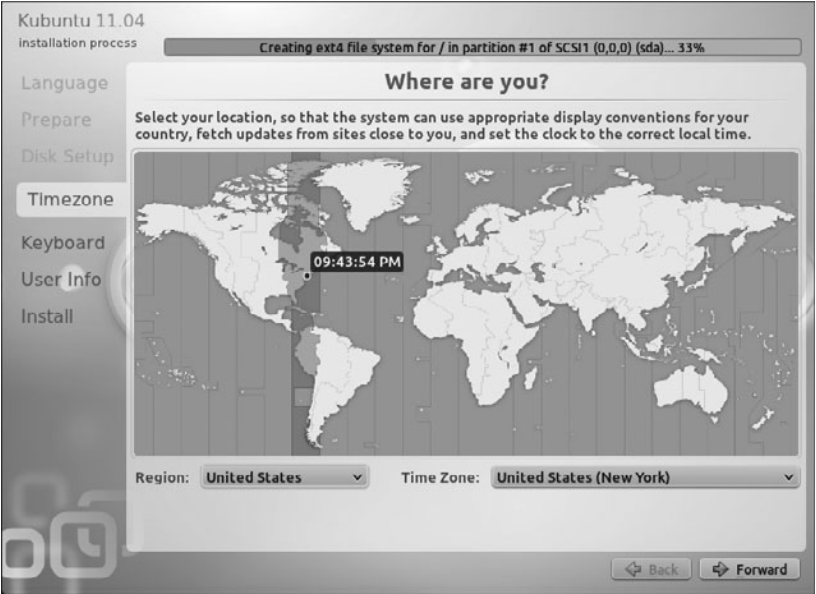 Kubuntu 11.04
installation process
Creating ext4 file system for / in partition #1 of SCSI1 (0,0,0) (sda)... 33%
Language
Prepare
Disk Setup
Timezone
Keyboard
User Info
Install
Where are you?
Select your location, so that the system can use appropriate display conventions for your
country, fetch updates from sites close to you, and set the clock to the correct local time.
09:43:54 PM
Region: United States Time Zone: United States (New York)
Back Forward